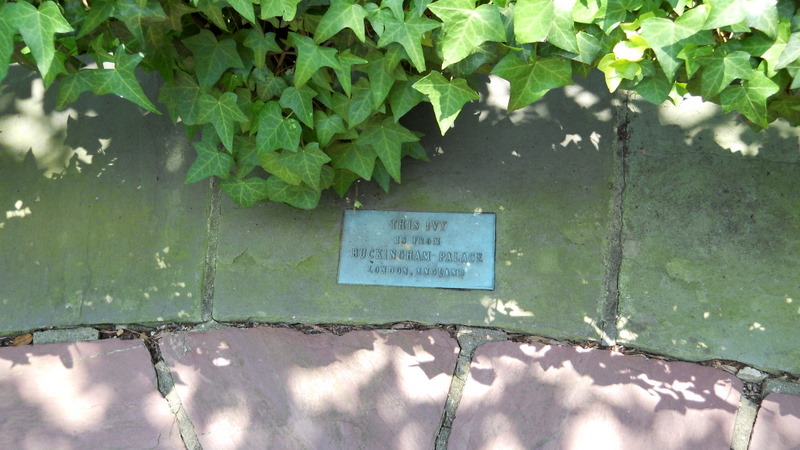 THIS IVY
IS FROM
BUCKINGHAM PALACE
LONDON, ENGLAND